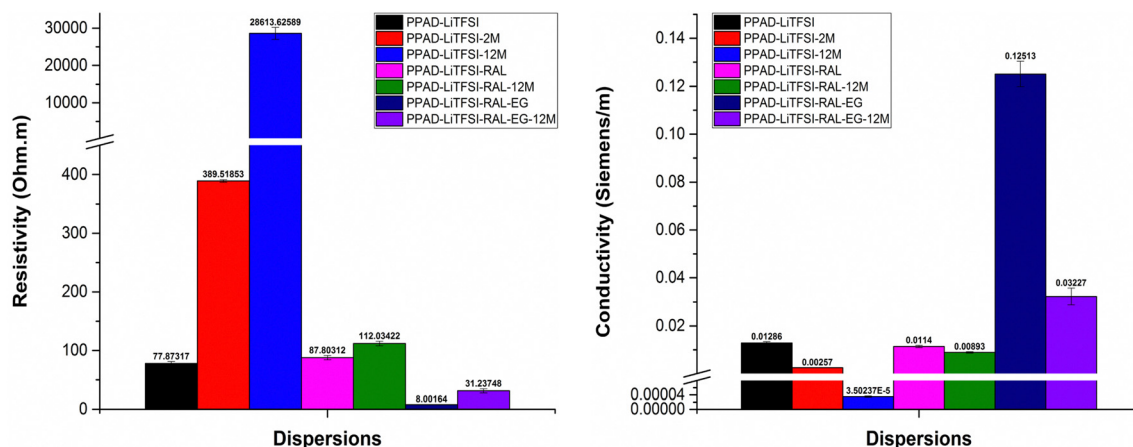 Resistivity (Ohm.m)
30000
20000
10000
400
300
200
100
0
28613.62589
389.51853
77.87317
87.80312
112.03422
8.00164
31.23748
PPAD-LiTFSI
PPAD-LiTFSI-2M
PPAD-LiTFSI-12M
PPAD-LiTFSI-RAL
PPAD-LiTFSI-RAL-12M
PPAD-LiTFSI-RAL-EG
PPAD-LiTFSI-RAL-EG-12M
Dispersions
Conductivity (Siemens/m)
0.14
0.12
0.10
0.08
0.06
0.04
0.02
0.00004
0.00000
PPAD-LiTFSI
PPAD-LiTFSI-2M
PPAD-LiTFSI-12M
PPAD-LiTFSI-RAL
PPAD-LiTFSI-RAL-12M
PPAD-LiTFSI-RAL-EG
PPAD-LiTFSI-RAL-EG-12M
0.12513
0.03227
0.01286
0.00257
3.50237E-5
0.0114
0.00893
Dispersions